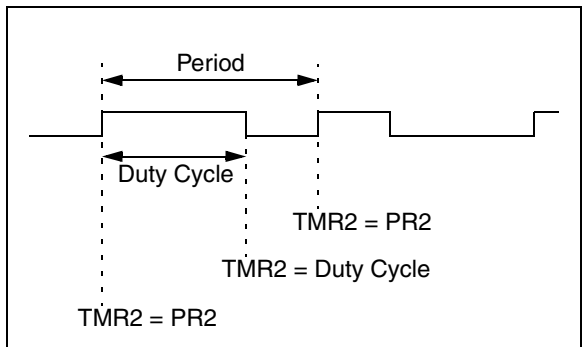 Period
Duty Cycle
TMR2 = PR2
TMR2 = Duty Cycle
TMR2 = PR2